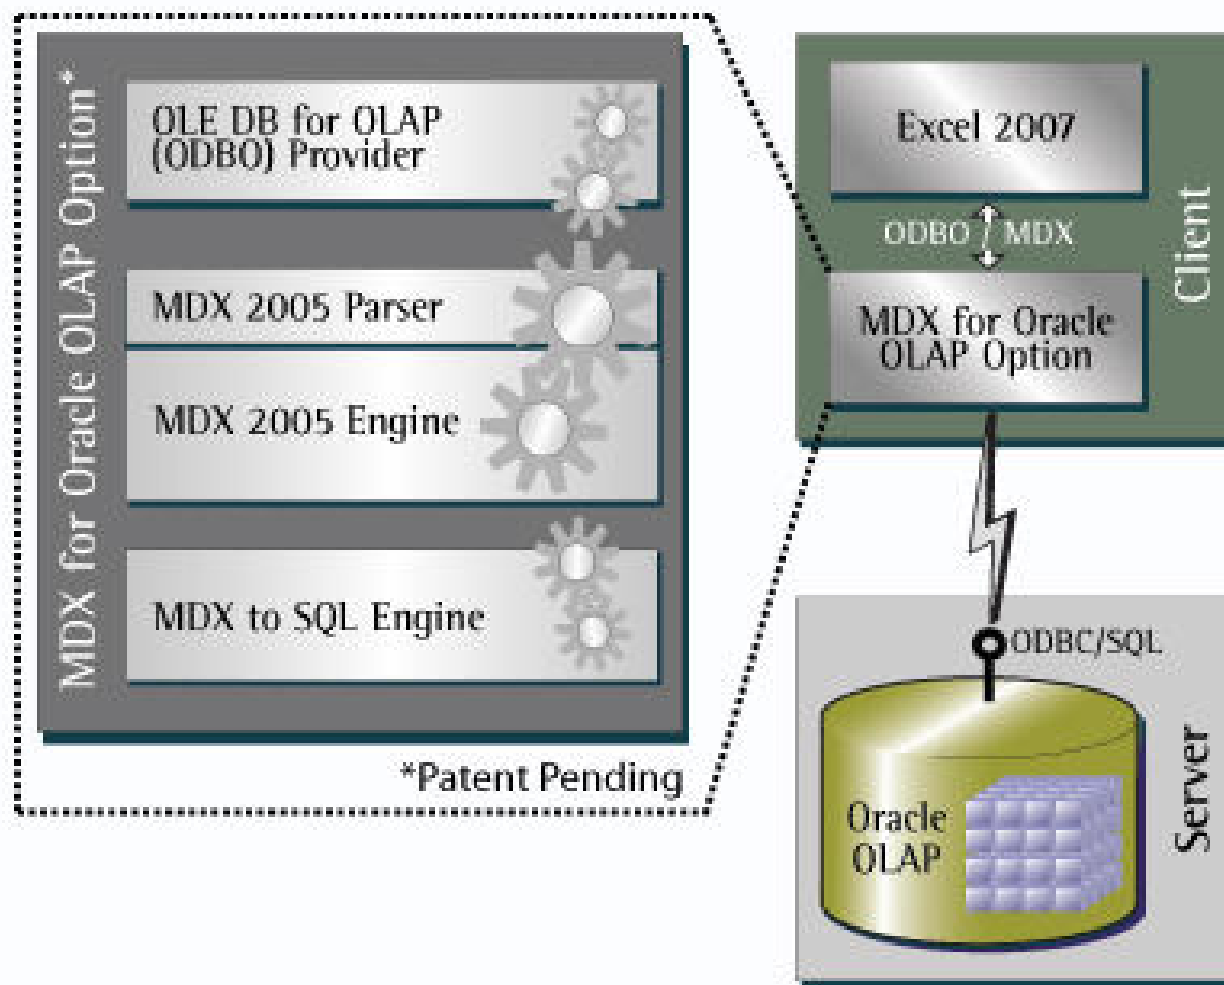 MDX for Oracle OLAP Option*
OLE DB for OLAP
(ODBO) Provider
MDX 2005 Parser
MDX 2005 Engine
MDX to SQL Engine
*Patent Pending
Client
Excel 2007
ODBO / MDX
MDX for Oracle
OLAP Option
ODBC/SQL
Server
Oracle
OLAP